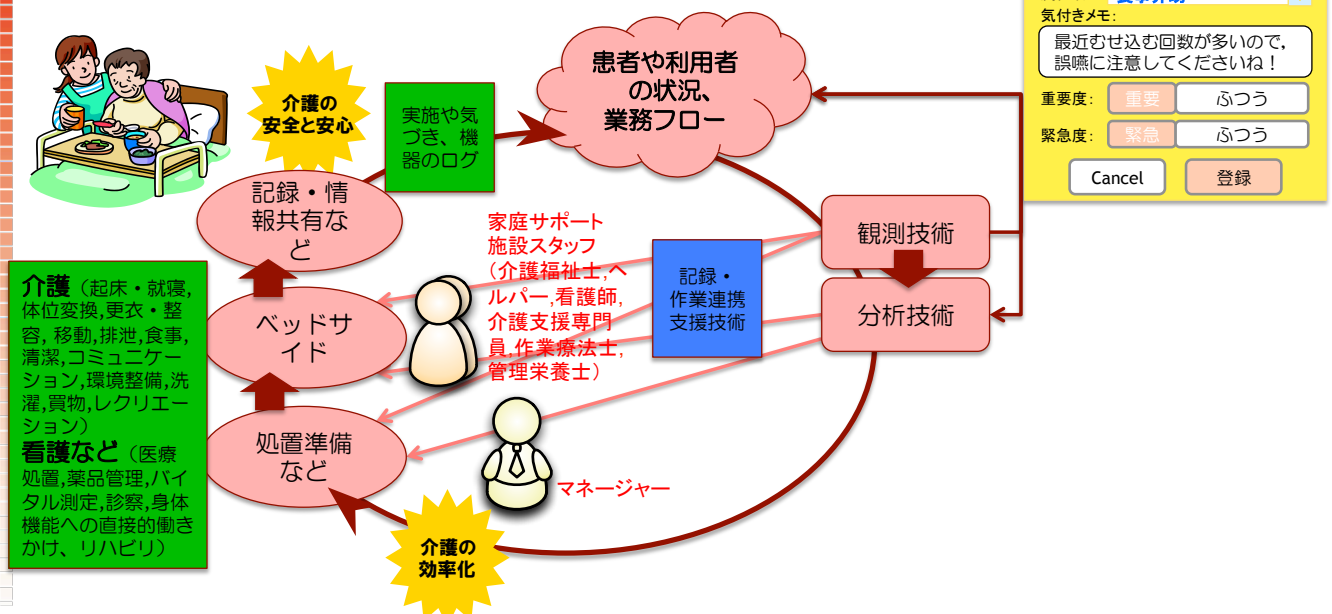 気付きメモ:
最近むせ込む回数が多いので,
誤嚥に注意してくださいね！
重要度:
重要
ふつう
緊急度:
緊急
ふつう
Cancel
登録
患者や利用者
の状況、
業務フロー
介護の
安全と安心
実施や気
づき、機
器のログ
記録・情
報共有な
ど
家庭サポート
施設スタッフ
（介護福祉士,ヘ
ルパー,看護師,
介護支援専門
員,作業療法士,
管理栄養士）
記録・
作業連携
支援技術
観測技術
分析技術
介護（起床・就寝,
体位変換,更衣・整
容, 移動,排泄,食事,
清潔,コミュニケー
ション,環境整備,洗
濯,買物,レクリエー
ション）
看護など（医療
処置,薬品管理,バイ
タル測定,診察,身体
機能への直接的働き
かけ、リハビリ）
ベッドサ
イド
処置準備
など
マネージャー
介護の
効率化